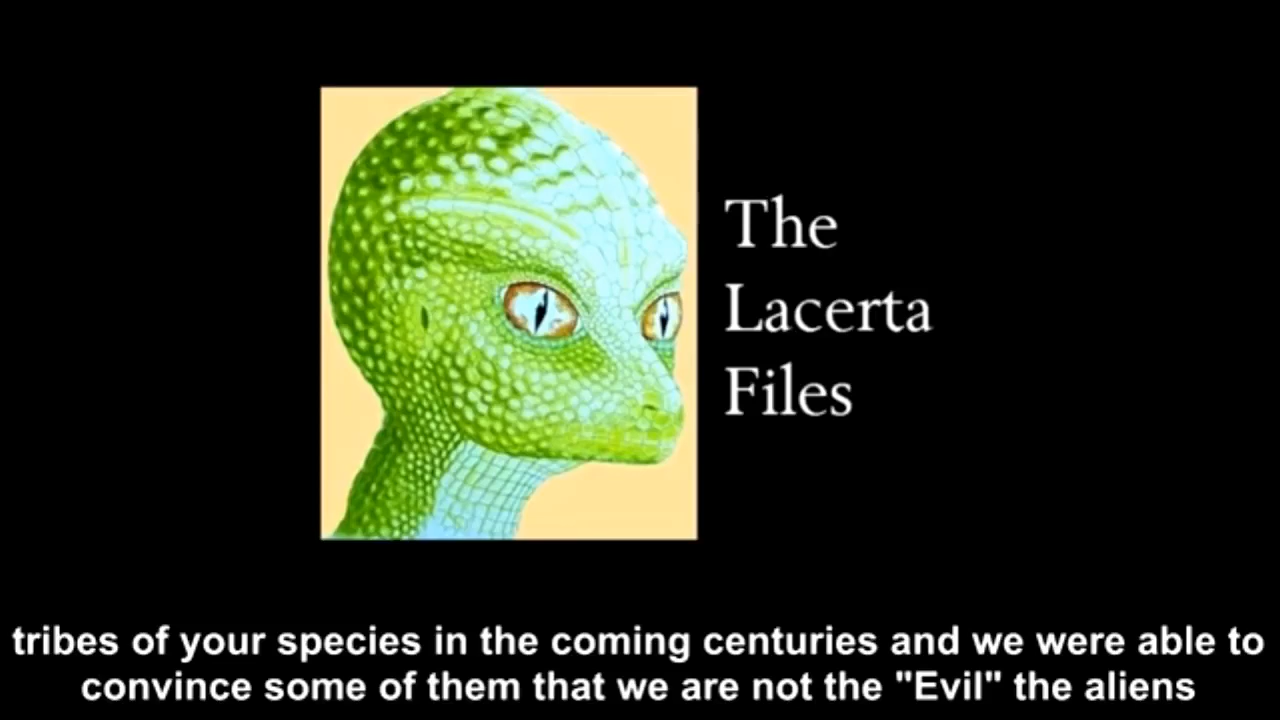 The
Lacerta
Files
tribes of your species in the coming centuries and we were able to
convince some of them that we are not the "Evil" the aliens